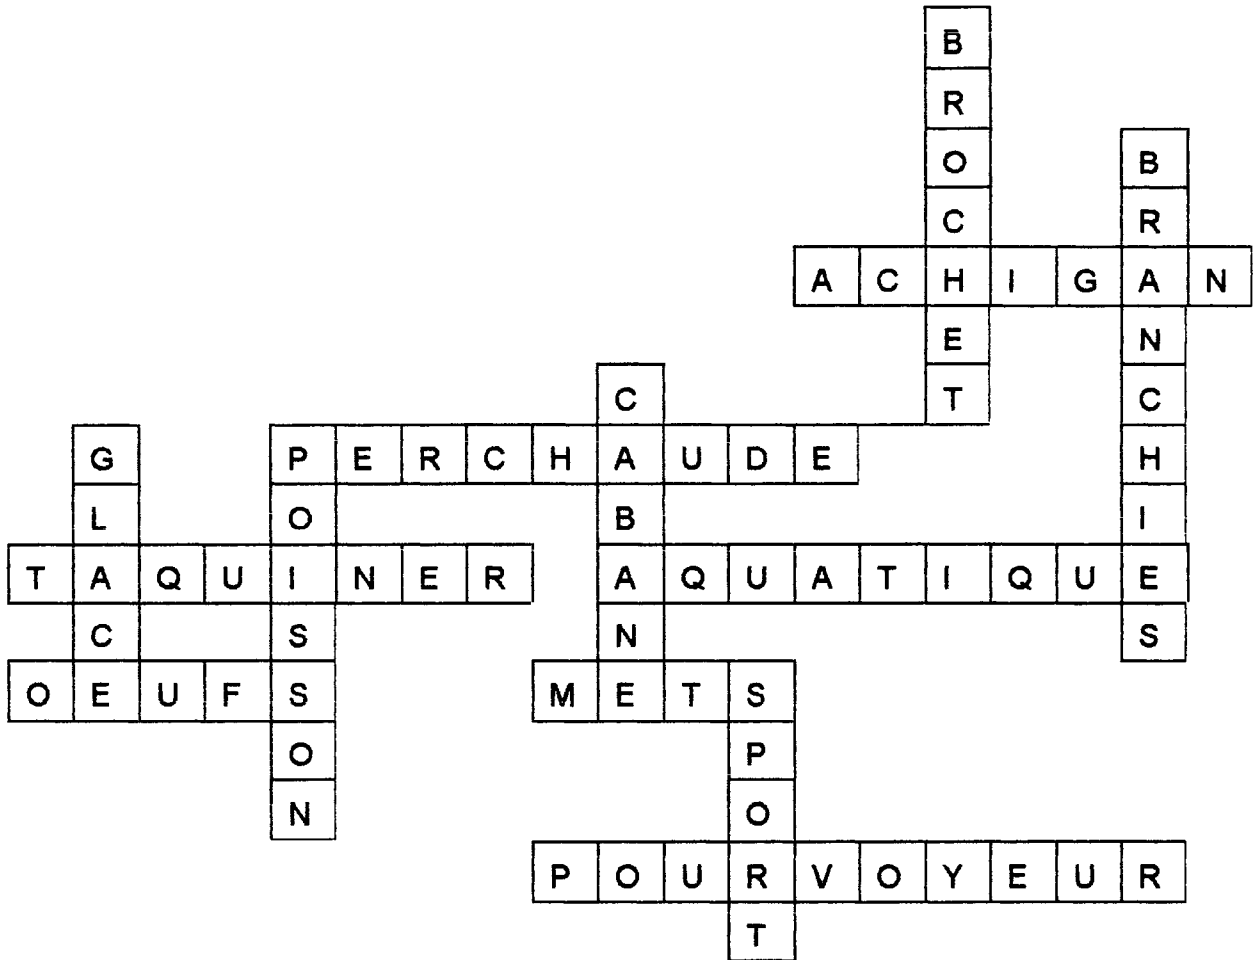 BROCHET
BRANCHIES
ACHIGAN
CABANE
GLACE
PERCHAUDE
POISSON
TAQUINER
AQUATIQUE
OEUFS
METS
SPORT
POURVOYEUR